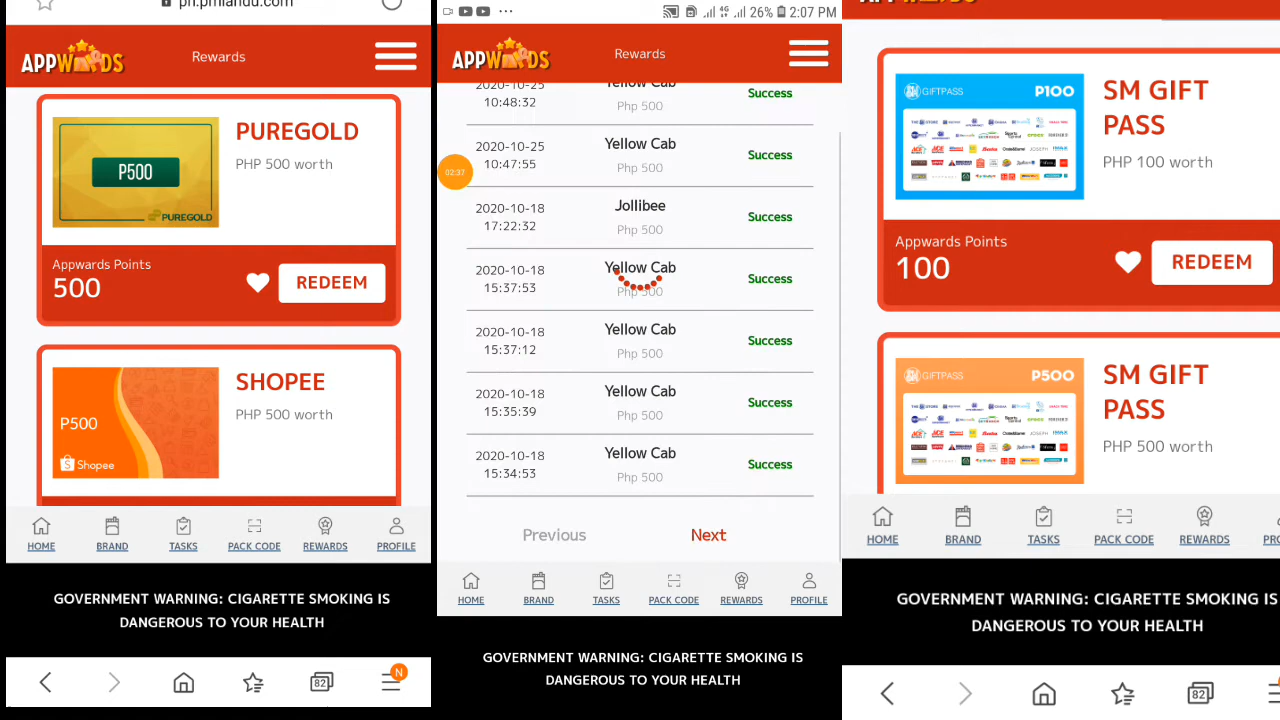 ph.pmlandu.com
APPWARDS
Rewards
P500
PUREGOLD
PUREGOLD
PHP 500 worth
Appwards Points
500
REDEEM
P500
Shopee
SHOPEE
PHP 500 worth
HOME
BRAND
TASKS
PACK CODE
REWARDS
PROFILE
GOVERNMENT WARNING: CIGARETTE SMOKING IS
DANGEROUS TO YOUR HEALTH
82
N
26% 2:07 PM
APPWARDS
Rewards
02:37
2020-10-25
10:48:32
Yellow Cab
Php 500
Success
2020-10-25
10:47:55
Yellow Cab
Php 500
Success
2020-10-18
17:22:32
Jollibee
Php 500
Success
2020-10-18
15:37:53
Yellow Cab
Php 500
Success
2020-10-18
15:37:12
Yellow Cab
Php 500
Success
2020-10-18
15:35:39
Yellow Cab
Php 500
Success
2020-10-18
15:34:53
Yellow Cab
Php 500
Success
Previous
Next
HOME
BRAND
TASKS
PACK CODE
REWARDS
PROFILE
GOVERNMENT WARNING: CIGARETTE SMOKING IS
DANGEROUS TO YOUR HEALTH
SM GIFTPASS
P100
SM GIFT
PASS
PHP 100 worth
Appwards Points
100
REDEEM
SM GIFTPASS
P500
SM GIFT
PASS
PHP 500 worth
HOME
BRAND
TASKS
PACK CODE
REWARDS
PRO
GOVERNMENT WARNING: CIGARETTE SMOKING IS
DANGEROUS TO YOUR HEALTH
82